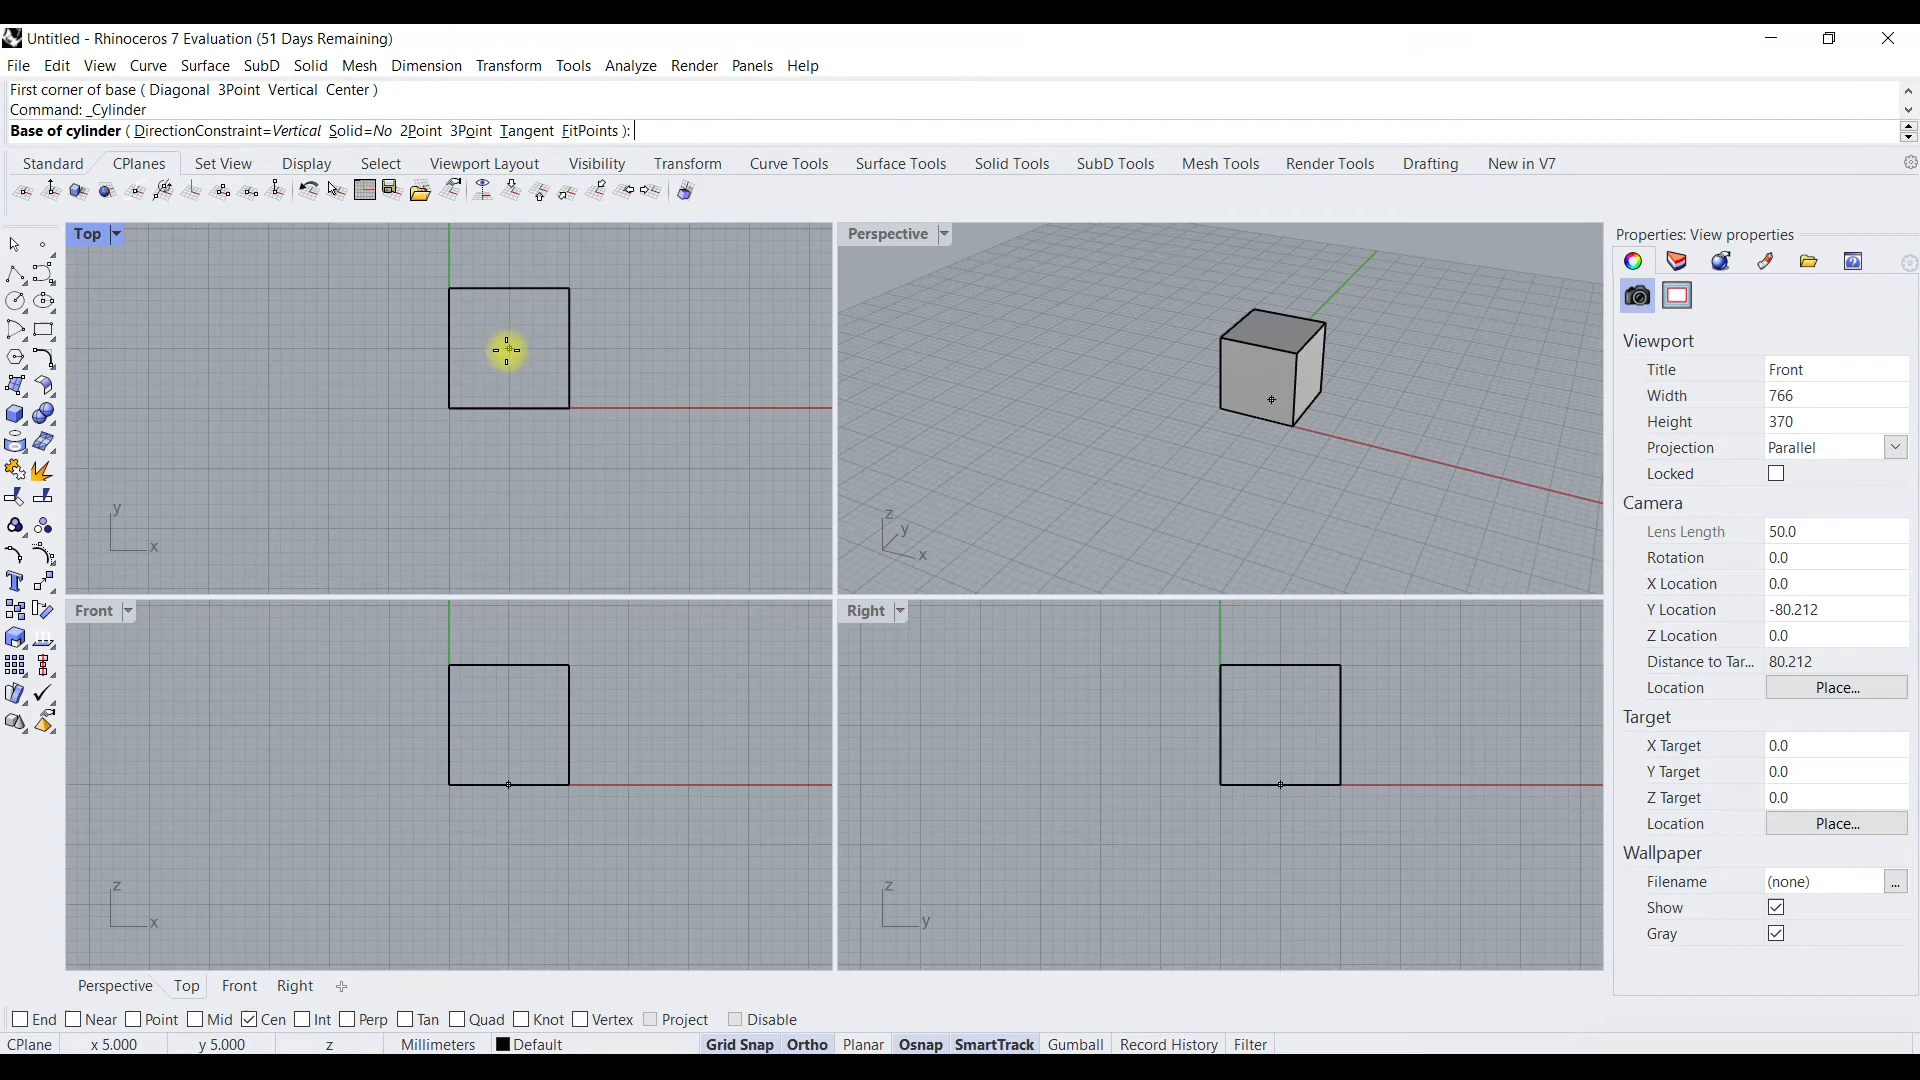 Untitled - Rhinoceros 7 Evaluation (51 Days Remaining)
File Edit View Curve Surface SubD Solid Mesh Dimension Transform Tools Analyze Render Panels Help
First corner of base ( Diagonal 3Point Vertical Center )
Command: _Cylinder
Base of cylinder ( DirectionConstraint=Vertical Solid=No 2Point 3Point Tangent FitPoints ):
Standard CPlanes Set View Display Select Viewport Layout Visibility Transform Curve Tools Surface Tools Solid Tools SubD Tools Mesh Tools Render Tools Drafting New in V7
Top
y
x
Perspective
z
y
x
Front
z
x
Right
z
y
Properties: View properties
Viewport
Title Front
Width 766
Height 370
Projection Parallel
Locked
Camera
Lens Length 50.0
Rotation 0.0
X Location 0.0
Y Location -80.212
Z Location 0.0
Distance to Tar... 80.212
Location Place...
Target
X Target 0.0
Y Target 0.0
Z Target 0.0
Location Place...
Wallpaper
Filename (none) ...
Show
Gray
Perspective Top Front Right
End Near Point Mid Cen Int Perp Tan Quad Knot Vertex Project Disable
CPlane x 5.000 y 5.000 z Millimeters Default Grid Snap Ortho Planar Osnap SmartTrack Gumball Record History Filter